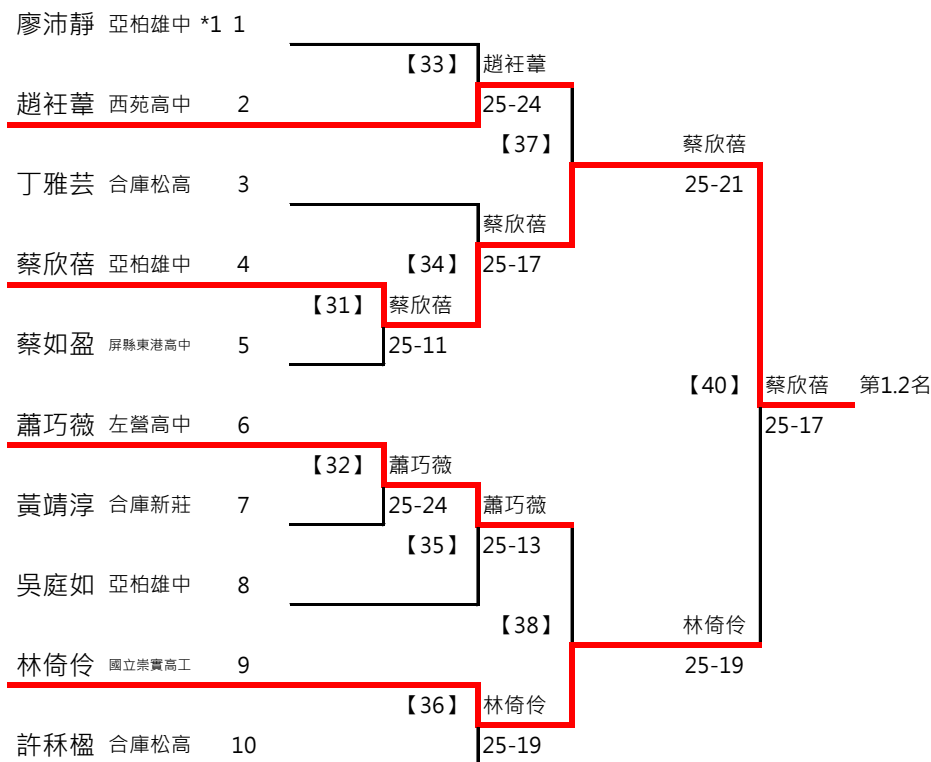 廖沛靜 亞柏雄中 *1 1
【33】 趙衽葦
趙衽葦 西苑高中 2 25-24
【37】 蔡欣蓓
丁雅芸 合庫松高 3 25-21
蔡欣蓓
蔡欣蓓 亞柏雄中 4 【34】 25-17
【31】 蔡欣蓓
蔡如盈 屏縣東港高中 5 25-11
【40】 蔡欣蓓 第1.2名
蕭巧薇 左營高中 6 25-17
【32】 蕭巧薇
黃靖淳 合庫新莊 7 25-24 蕭巧薇
【35】 25-13
吳庭如 亞柏雄中 8
【38】 林倚伶
林倚伶 國立崇實高工 9 25-19
【36】 林倚伶
許秝楹 合庫松高 10 25-19